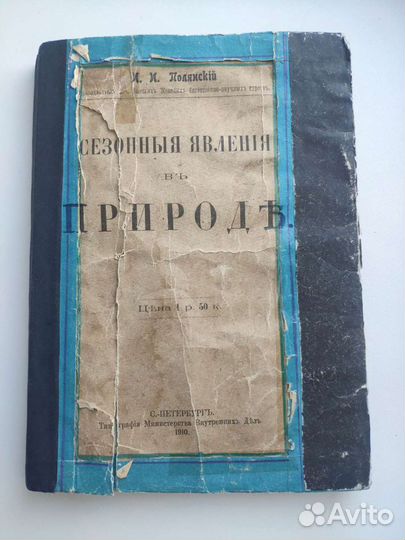 И. И. Полянскій
СЕЗОННЫЯ ЯВЛЕНІЯ
ВЪ
ПРИРОДѢ.
Цѣна 1 р. 50 к.
С.-ПЕТЕРБУРГЪ.
Типографія Министерства Внутреннихъ Дѣлъ
1910.
Avito